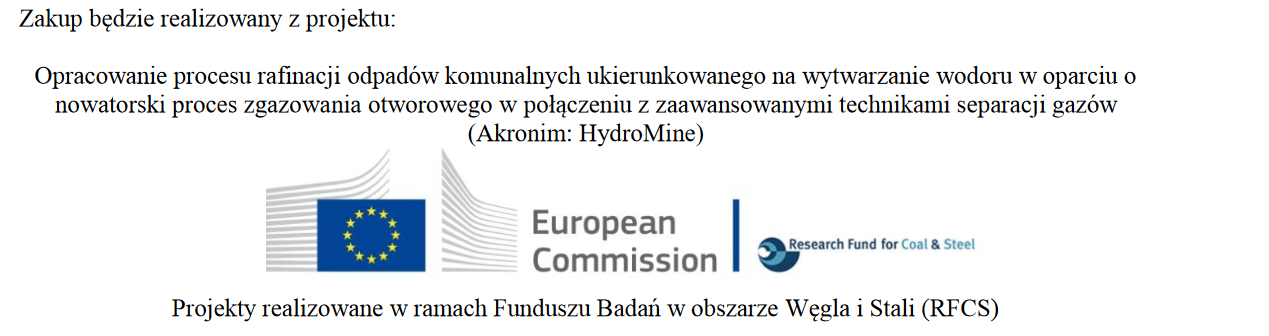 Zakup będzie realizowany z projektu:
Opracowanie procesu rafinacji odpadów komunalnych ukierunkowanego na wytwarzanie wodoru w oparciu o
nowatorski proces zgazowania otworowego w połączeniu z zaawansowanymi technikami separacji gazów
(Akronim: HydroMine)
European
Commission
Research Fund for Coal & Steel
Projekty realizowane w ramach Funduszu Badań w obszarze Węgla i Stali (RFCS)